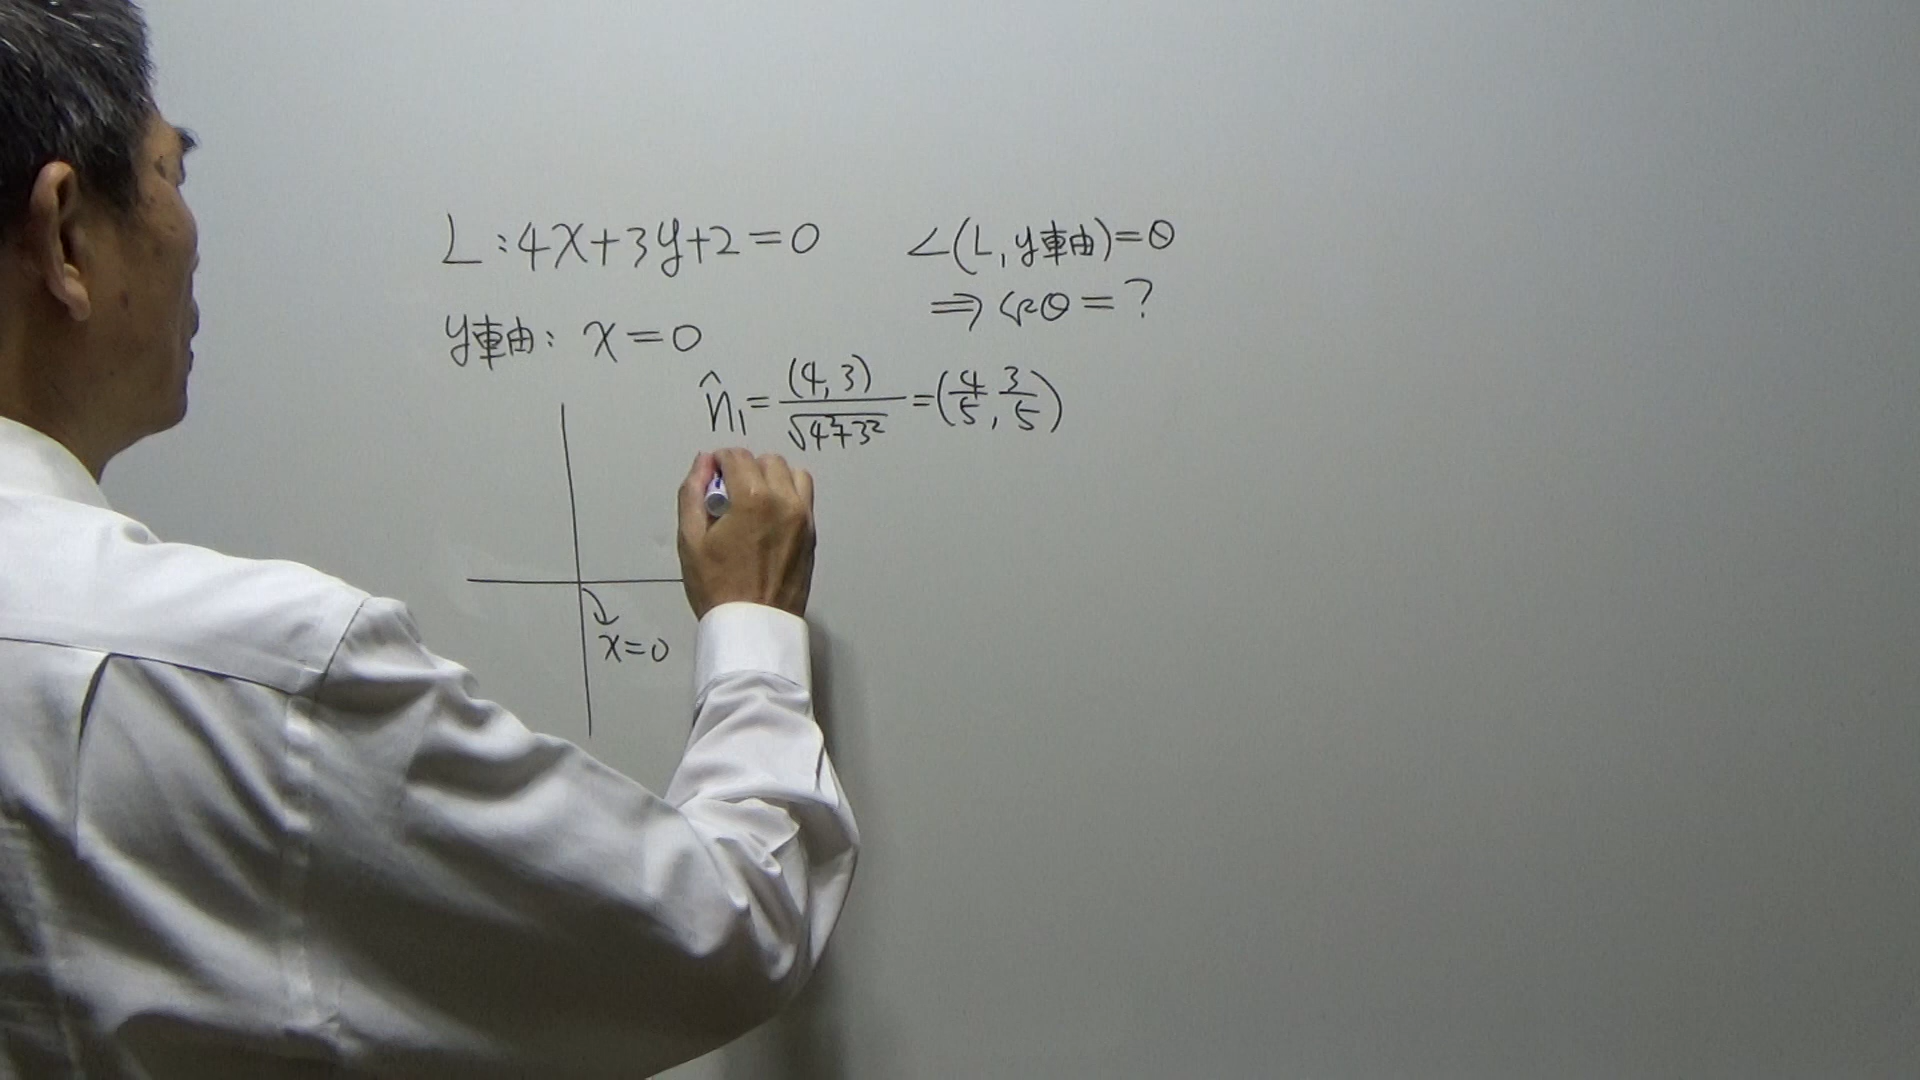 L:4x+3y+2=0
∠(L,y軸)=θ
⇒cosθ=?
y軸: x=0
n̂₁=(4,3)/√4²+3²=(4/5,3/5)
x=0